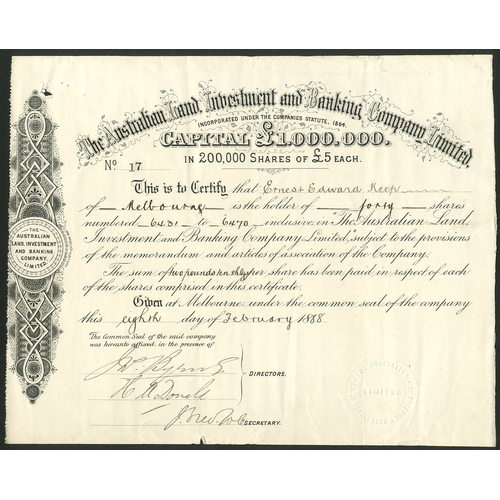 The Australian Land, Investment and Banking Company Limited.
INCORPORATED UNDER THE COMPANIES STATUTE, 1864.
CAPITAL £1,000,000.
IN 200,000 SHARES OF £5 EACH.
No 17
This is to Certify that Ernest Edward Keep
of Melbourne is the holder of forty shares
numbered 6431 to 6470 inclusive in "The Australian Land
Investment and Banking Company Limited," subject to the provisions
of the memorandum and articles of association of the Company.
The sum of two pounds per share has been paid in respect of each
of the shares comprised in this certificate.
Given at Melbourne under the common seal of the company
this eighth day of February 1888
THE
AUSTRALIAN
LAND, INVESTMENT
AND BANKING
COMPANY,
LIMITED.
The Common Seal of the said company
was hereunto affixed, in the presence of
DIRECTORS.
SECRETARY.
LIMITED